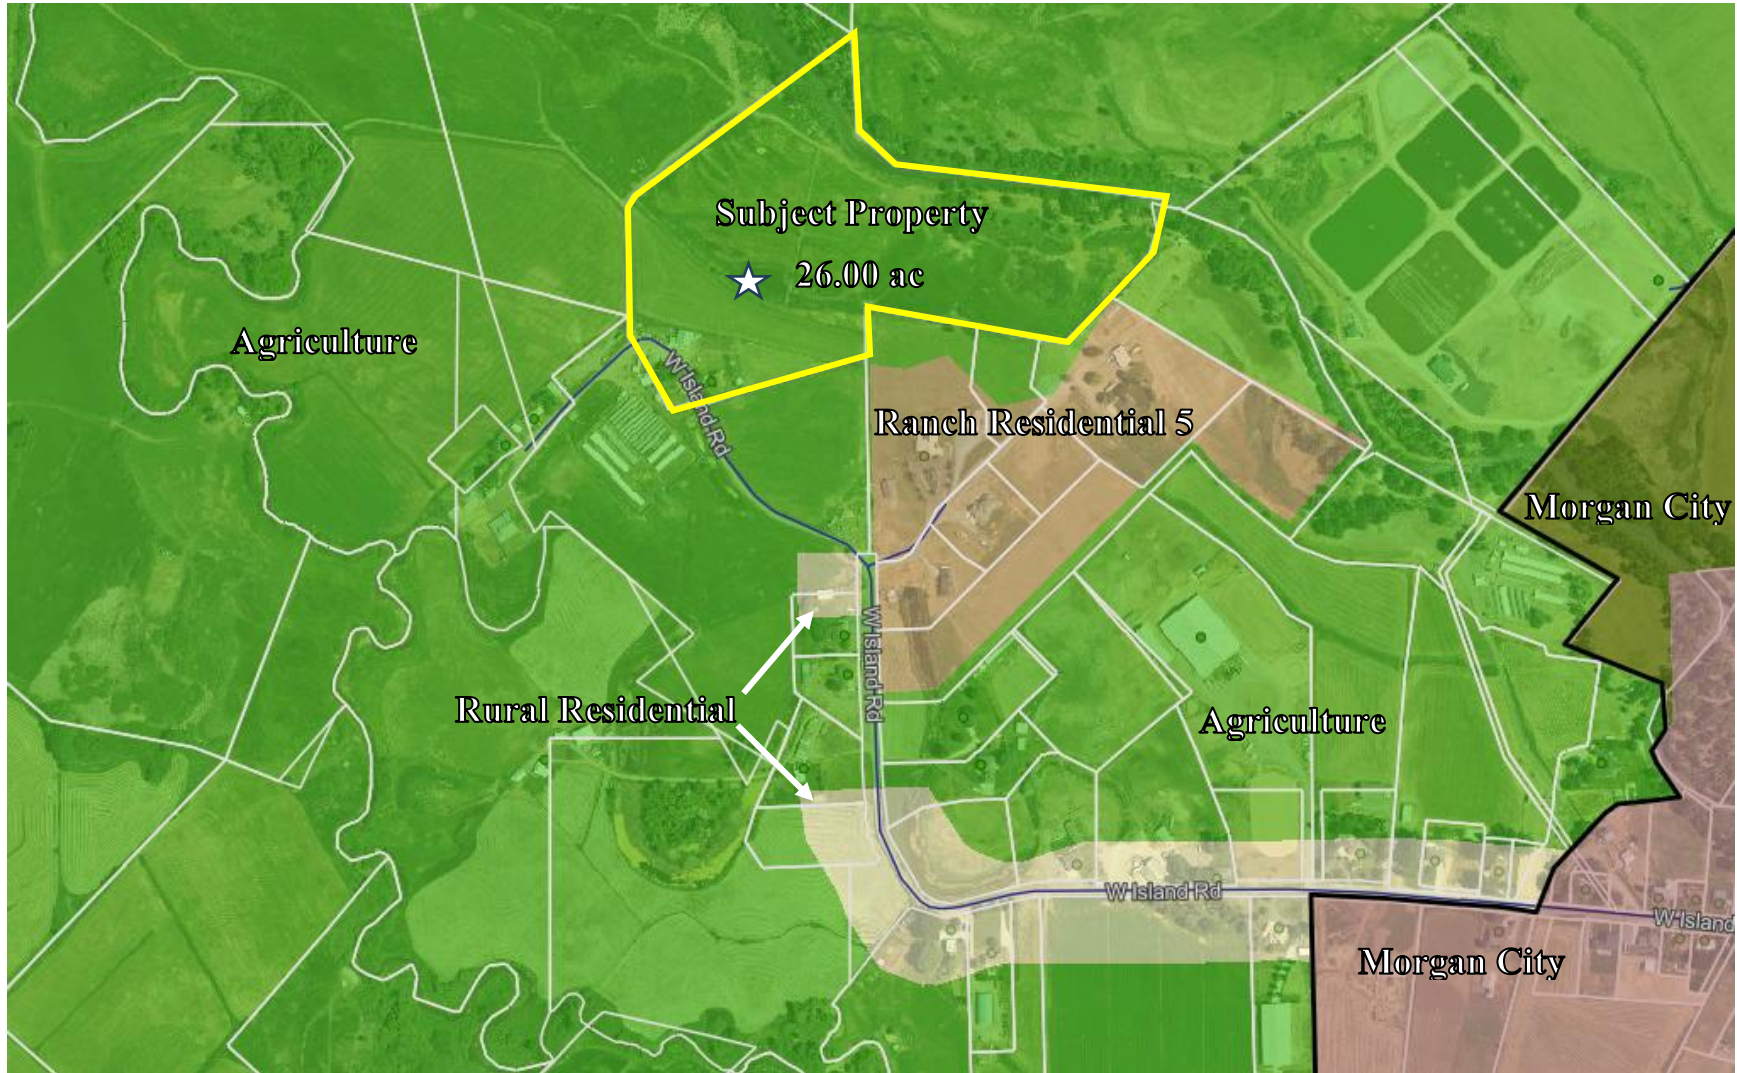 Subject Property
26.00 ac
Agriculture
W Island Rd
Ranch Residential 5
Morgan City
W Island Rd
Rural Residential
Agriculture
W Island Rd
W Island
Morgan City